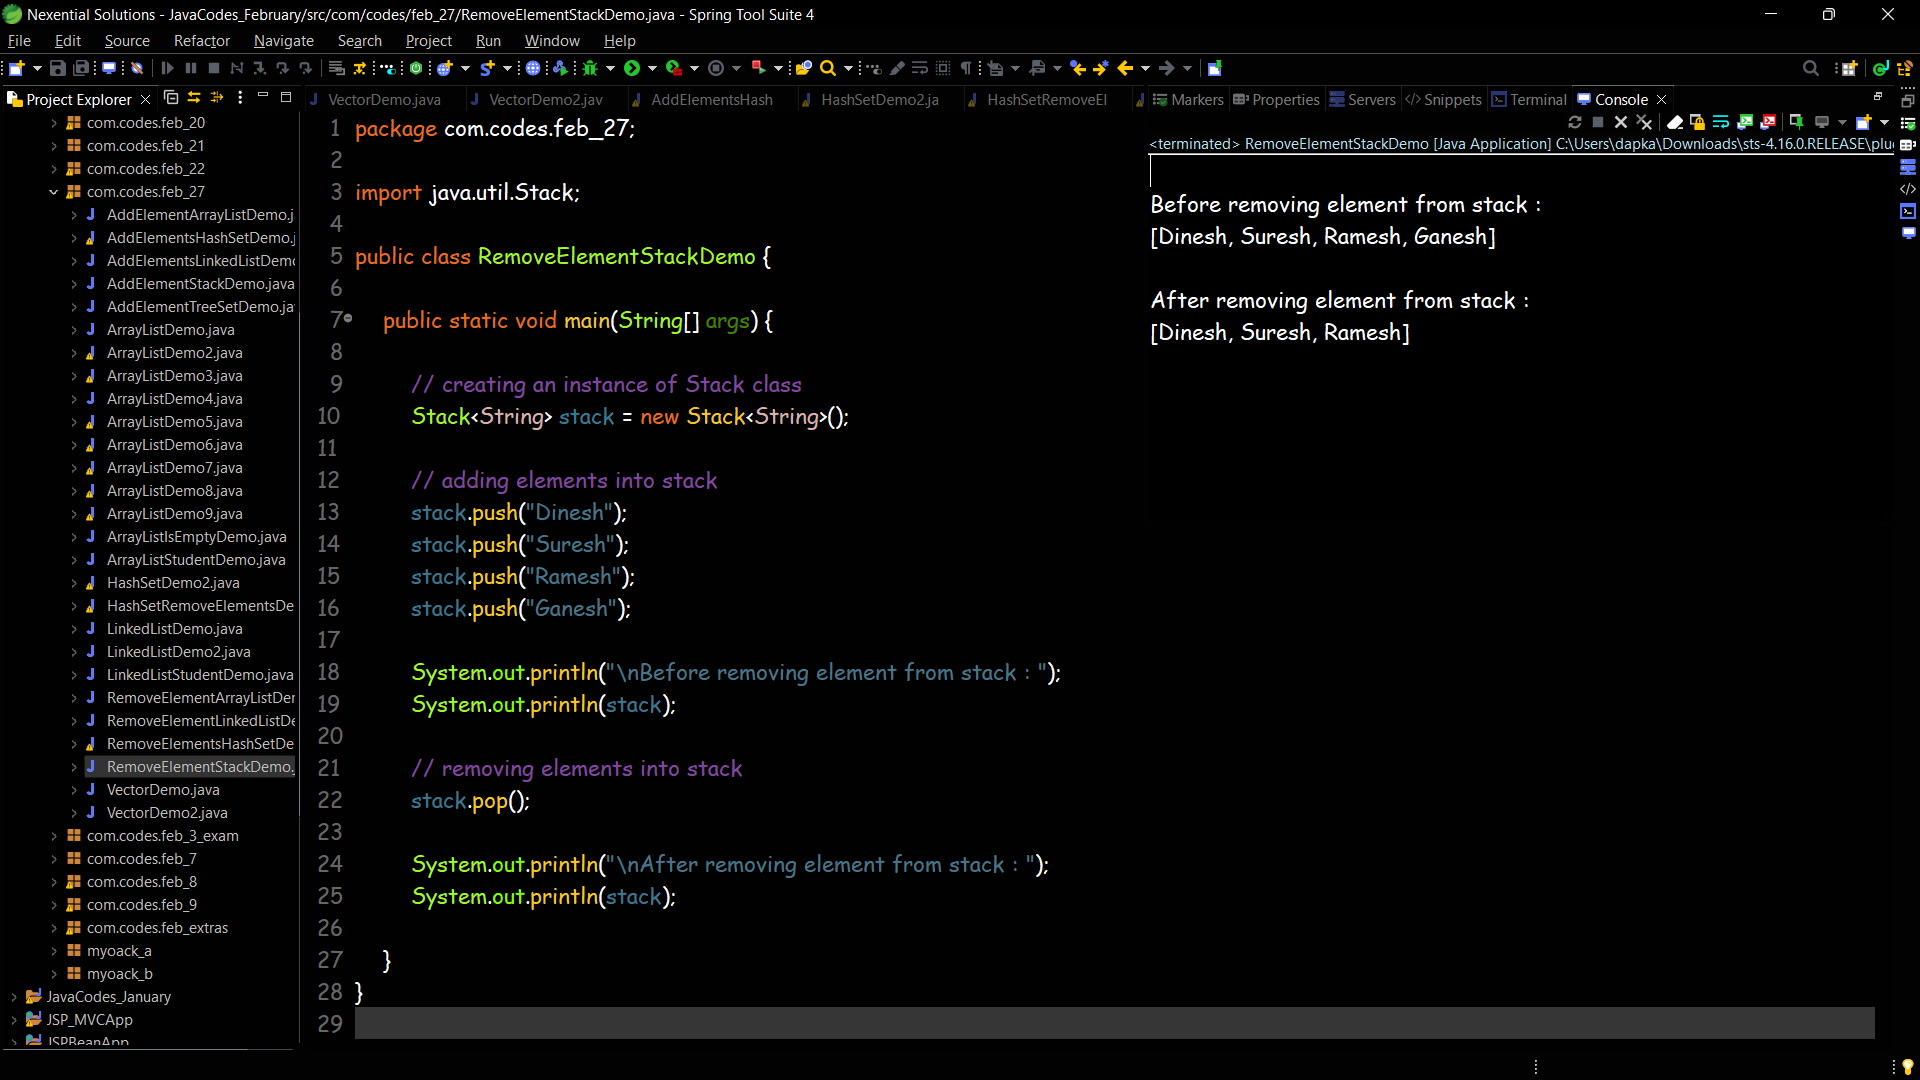 Nexential Solutions - JavaCodes_February/src/com/codes/feb_27/RemoveElementStackDemo.java - Spring Tool Suite 4
File Edit Source Refactor Navigate Search Project Run Window Help
Project Explorer
com.codes.feb_20
com.codes.feb_21
com.codes.feb_22
com.codes.feb_27
AddElementArrayListDemo.j
AddElementsHashSetDemo.j
AddElementsLinkedListDemo
AddElementStackDemo.java
AddElementTreeSetDemo.ja
ArrayListDemo.java
ArrayListDemo2.java
ArrayListDemo3.java
ArrayListDemo4.java
ArrayListDemo5.java
ArrayListDemo6.java
ArrayListDemo7.java
ArrayListDemo8.java
ArrayListDemo9.java
ArrayListIsEmptyDemo.java
ArrayListStudentDemo.java
HashSetDemo2.java
HashSetRemoveElementsDe
LinkedListDemo.java
LinkedListDemo2.java
LinkedListStudentDemo.java
RemoveElementArrayListDer
RemoveElementLinkedListDe
RemoveElementsHashSetDe
RemoveElementStackDemo.
VectorDemo.java
VectorDemo2.java
com.codes.feb_3_exam
com.codes.feb_7
com.codes.feb_8
com.codes.feb_9
com.codes.feb_extras
myoack_a
myoack_b
JavaCodes_January
JSP_MVCApp
JSPBeanApp
VectorDemo.java VectorDemo2.jav AddElementsHash HashSetDemo2.ja HashSetRemoveEl
1 package com.codes.feb_27;
2
3 import java.util.Stack;
4
5 public class RemoveElementStackDemo {
6
7 public static void main(String[] args) {
8
9 // creating an instance of Stack class
10 Stack<String> stack = new Stack<String>();
11
12 // adding elements into stack
13 stack.push("Dinesh");
14 stack.push("Suresh");
15 stack.push("Ramesh");
16 stack.push("Ganesh");
17
18 System.out.println("\nBefore removing element from stack : ");
19 System.out.println(stack);
20
21 // removing elements into stack
22 stack.pop();
23
24 System.out.println("\nAfter removing element from stack : ");
25 System.out.println(stack);
26
27 }
28 }
29
Markers Properties Servers Snippets Terminal Console
<terminated> RemoveElementStackDemo [Java Application] C:\Users\dapka\Downloads\sts-4.16.0.RELEASE\plu
Before removing element from stack :
[Dinesh, Suresh, Ramesh, Ganesh]
After removing element from stack :
[Dinesh, Suresh, Ramesh]